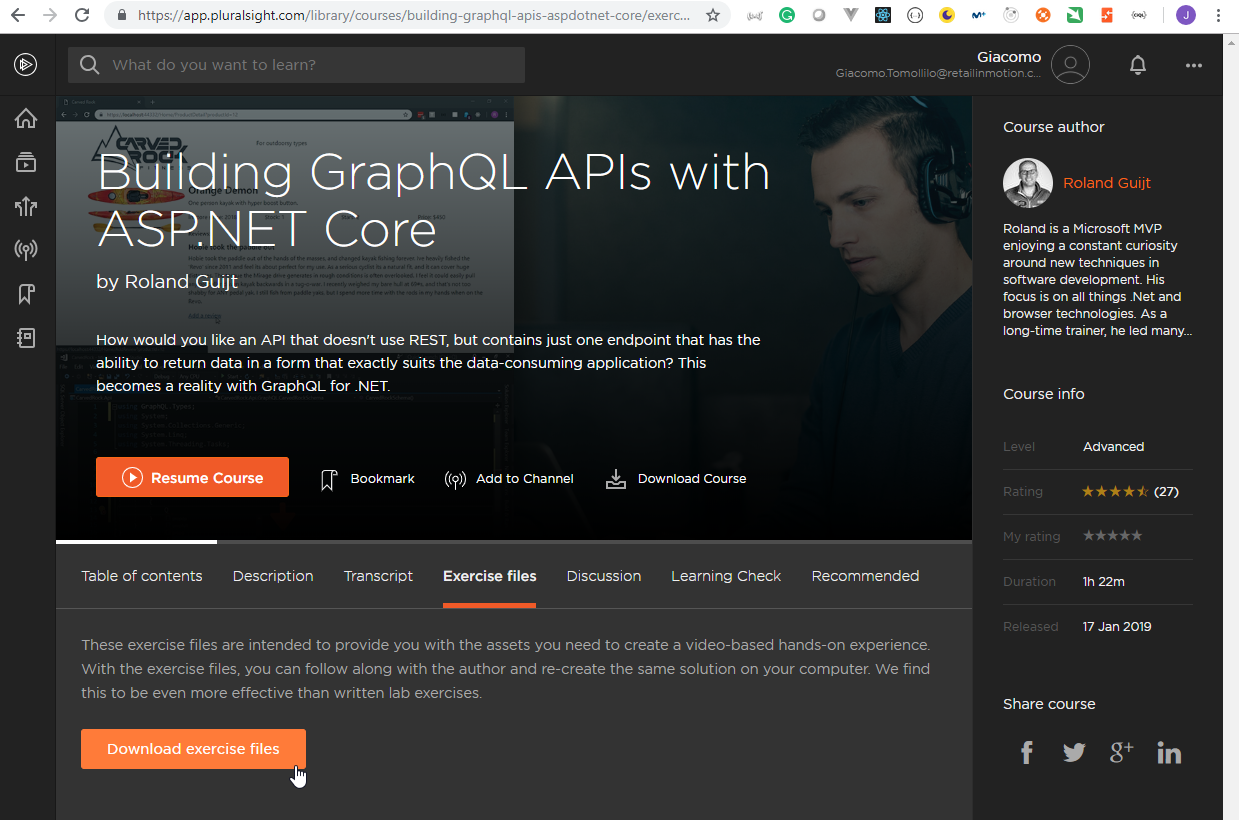 https://app.pluralsight.com/library/courses/building-graphql-apis-aspdotnet-core/exerc...
J
What do you want to learn?
Giacomo
Giacomo.Tomollilo@retailinmotion.c...
CARVED ROCK
For outdoory types
Orange Demon
Building GraphQL APIs with
ASP.NET Core
by Roland Guijt
How would you like an API that doesn't use REST, but contains just one endpoint that has the
ability to return data in a form that exactly suits the data-consuming application? This
becomes a reality with GraphQL for .NET.
Resume Course
Bookmark
Add to Channel
Download Course
Table of contents
Description
Transcript
Exercise files
Discussion
Learning Check
Recommended
These exercise files are intended to provide you with the assets you need to create a video-based hands-on experience.
With the exercise files, you can follow along with the author and re-create the same solution on your computer. We find
this to be even more effective than written lab exercises.
Download exercise files
Course author
Roland Guijt
Roland is a Microsoft MVP
enjoying a constant curiosity
around new techniques in
software development. His
focus is on all things .Net and
browser technologies. As a
long-time trainer, he led many...
Course info
Level Advanced
Rating (27)
My rating
Duration 1h 22m
Released 17 Jan 2019
Share course